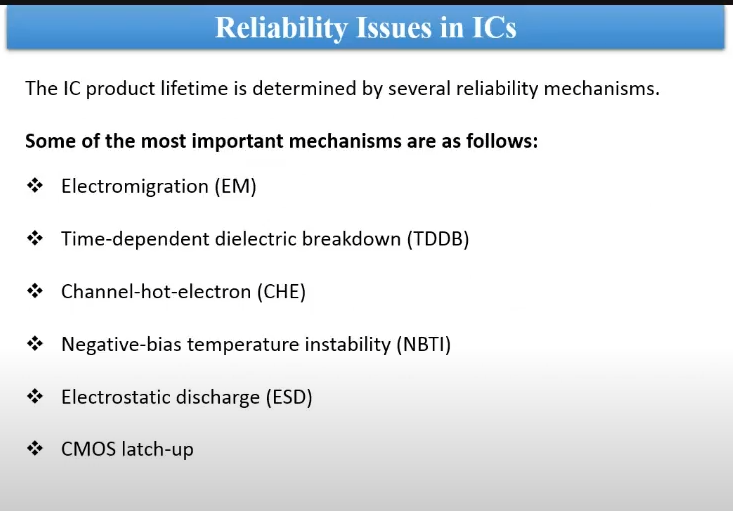 Reliability Issues in ICs
The IC product lifetime is determined by several reliability mechanisms.
Some of the most important mechanisms are as follows:
❖ Electromigration (EM)
❖ Time-dependent dielectric breakdown (TDDB)
❖ Channel-hot-electron (CHE)
❖ Negative-bias temperature instability (NBTI)
❖ Electrostatic discharge (ESD)
❖ CMOS latch-up